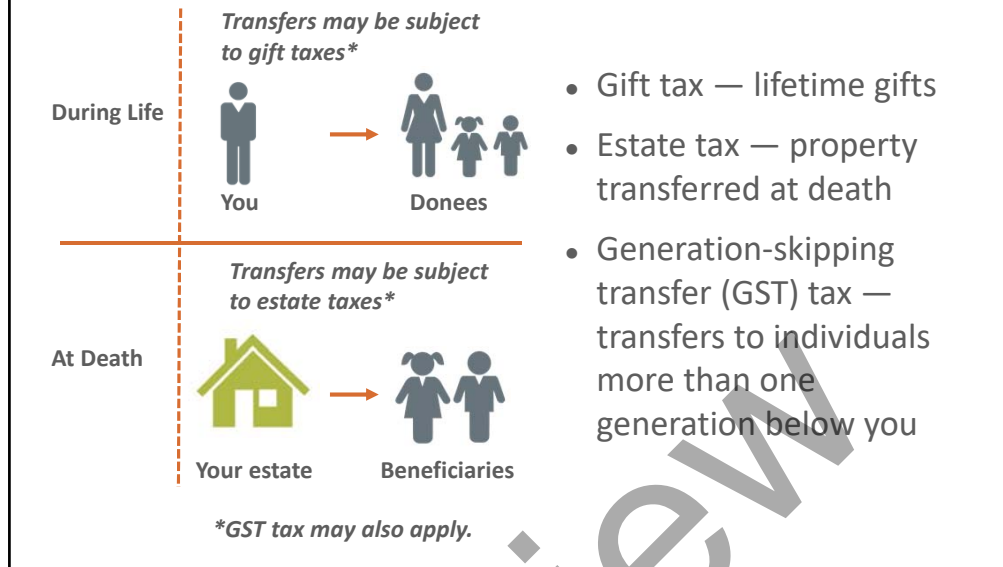 Transfers may be subject
to gift taxes*
During Life
You
Donees
Transfers may be subject
to estate taxes*
At Death
Your estate
Beneficiaries
*GST tax may also apply.
• Gift tax — lifetime gifts
• Estate tax — property
transferred at death
• Generation-skipping
transfer (GST) tax —
transfers to individuals
more than one
generation below you